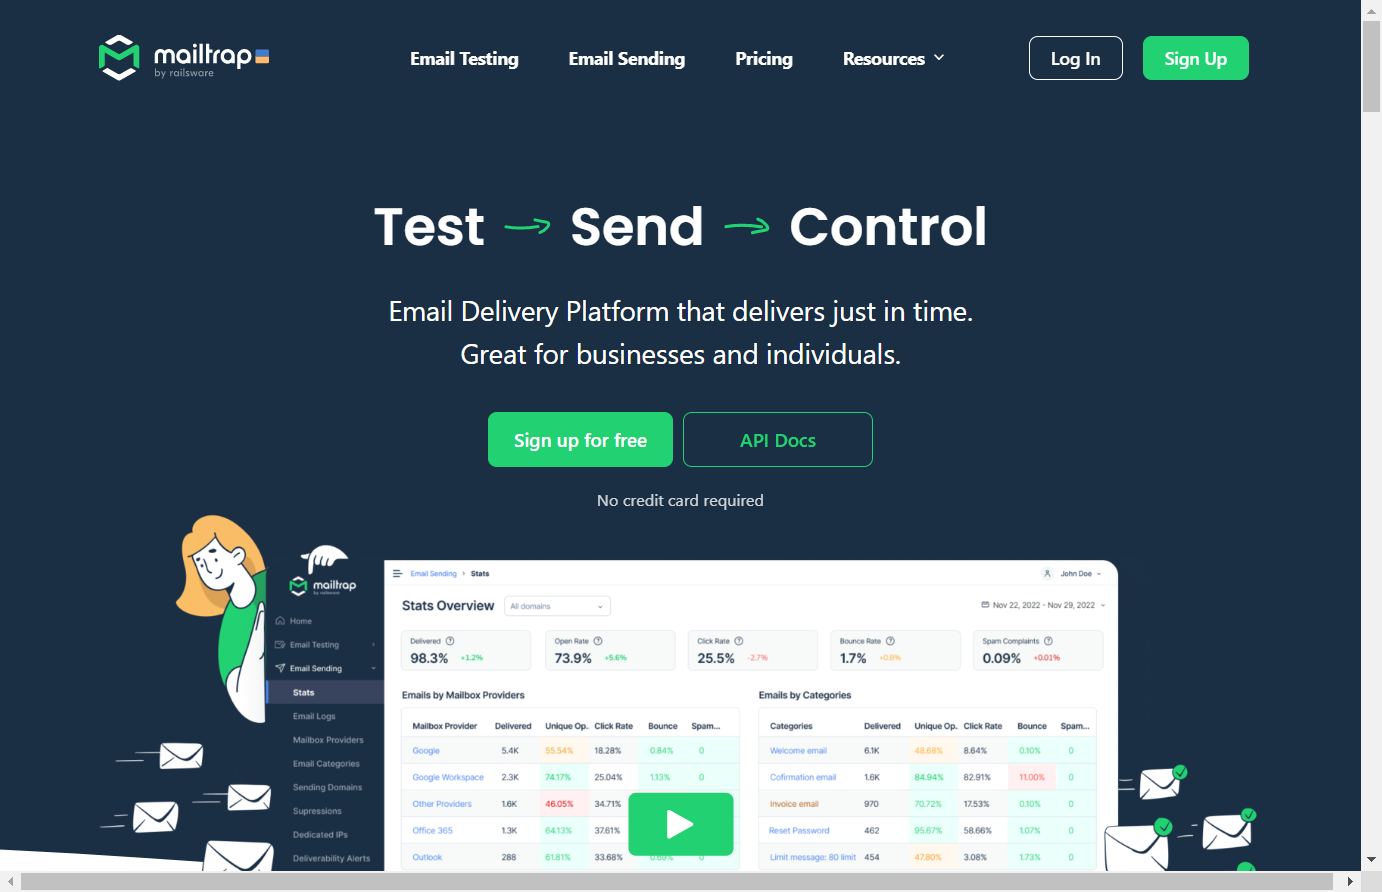 mailtrap
by railsware
Email Testing
Email Sending
Pricing
Resources
Log In
Sign Up
Test
Send
Control
Email Delivery Platform that delivers just in time.
Great for businesses and individuals.
Sign up for free
API Docs
No credit card required
mailtrap
by railsware
Home
Email Testing
Email Sending
Stats
Email Logs
Mailbox Providers
Email Categories
Sending Domains
Supressions
Dedicated IPs
Deliverability Alerts
Email Sending > Stats
John Doe
Stats Overview
All domains
Nov 22, 2022 - Nov 29, 2022
Delivered
98.3% +1.2%
Open Rate
73.9% +5.6%
Click Rate
25.5% -2.7%
Bounce Rate
1.7% +0.8%
Spam Complaints
0.09% +0.01%
Emails by Mailbox Providers
Mailbox Provider Delivered Unique Op. Click Rate Bounce Spam...
Google 5.4K 55.54% 18.28% 0.84% 0
Google Workspace 2.3K 74.17% 25.04% 1.13% 0
Other Providers 1.6K 46.05% 34.71%
Office 365 1.3K 64.13% 37.61%
Outlook 288 61.81% 33.68% 0
Emails by Categories
Categories Delivered Unique Op. Click Rate Bounce Spam...
Welcome email 6.1K 48.68% 8.64% 0.10% 0
Cofirmation email 1.6K 84.94% 82.91% 11.00% 0
Invoice email 970 70.72% 17.53% 0.10% 0
Reset Password 462 95.67% 58.66% 1.07% 0
Limit message: 80 limit 454 47.80% 3.08% 1.73% 0